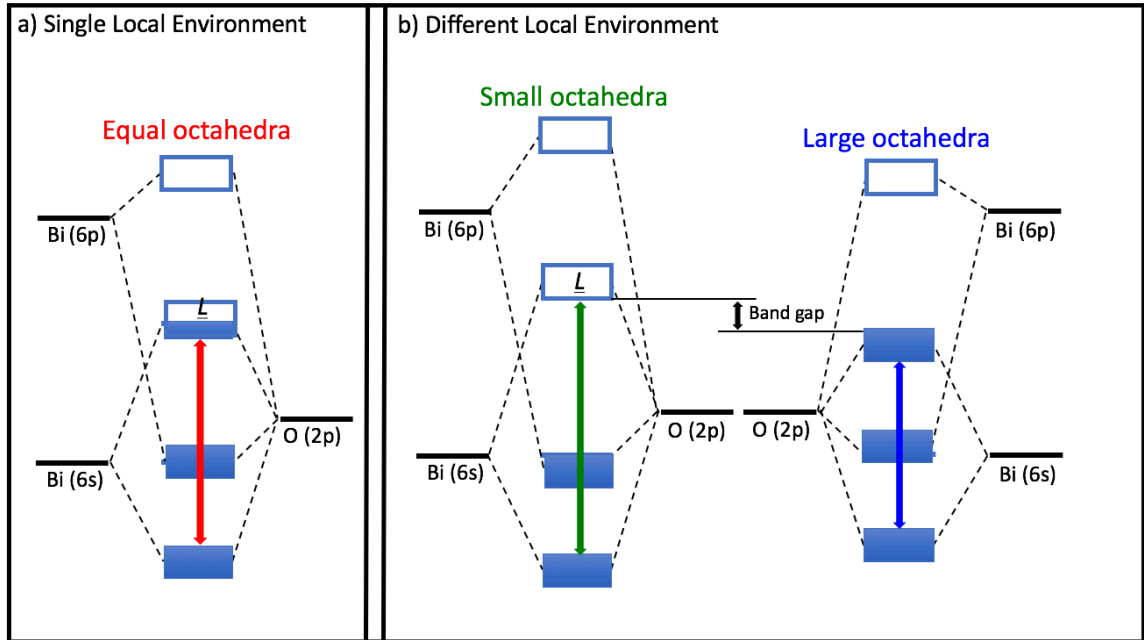 a) Single Local Environment
Equal octahedra
Bi (6p)
L
O (2p)
Bi (6s)
b) Different Local Environment
Small octahedra
Large octahedra
Bi (6p)
Bi (6p)
L
Band gap
O (2p)
O (2p)
Bi (6s)
Bi (6s)